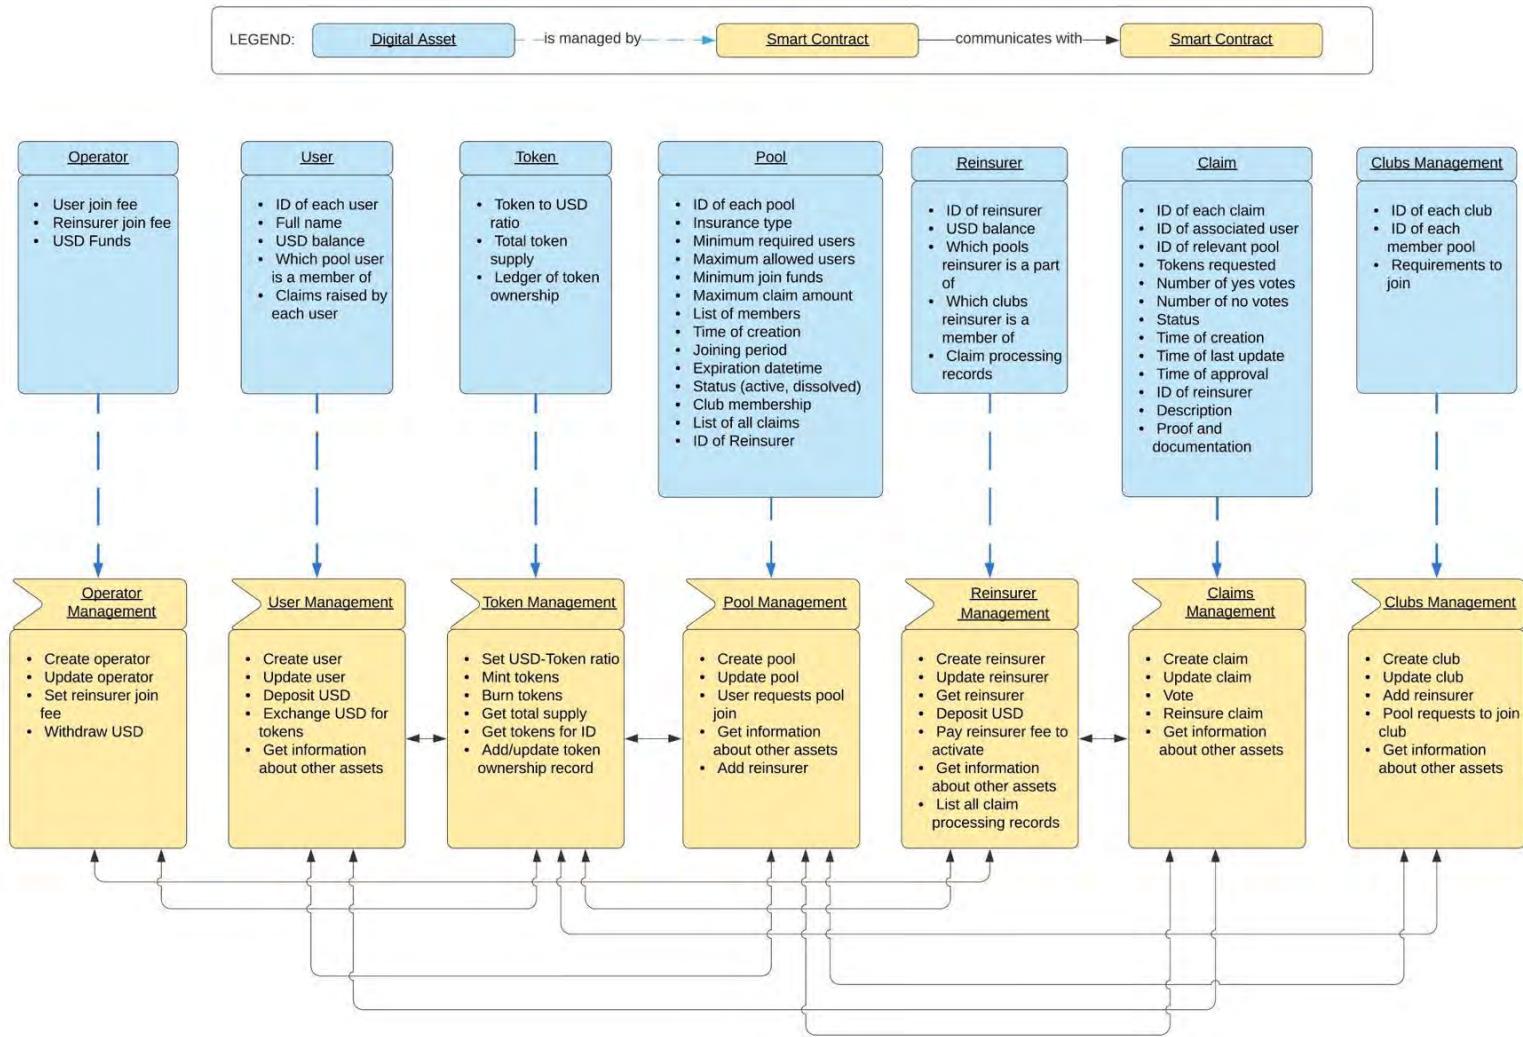 LEGEND:
Digital Asset
is managed by
Smart Contract
communicates with
Smart Contract
Operator
• User join fee
• Reinsurer join fee
• USD Funds
User
• ID of each user
• Full name
• USD balance
• Which pool user
is a member of
• Claims raised by
each user
Token
• Token to USD
ratio
• Total token
supply
• Ledger of token
ownership
Pool
• ID of each pool
• Insurance type
• Minimum required users
• Maximum allowed users
• Minimum join funds
• Maximum claim amount
• List of members
• Time of creation
• Joining period
• Expiration datetime
• Status (active, dissolved)
• Club membership
• List of all claims
• ID of Reinsurer
Reinsurer
• ID of reinsurer
• USD balance
• Which pools
reinsurer is a part
of
• Which clubs
reinsurer is a
member of
• Claim processing
records
Claim
• ID of each claim
• ID of associated user
• ID of relevant pool
• Tokens requested
• Number of yes votes
• Number of no votes
• Status
• Time of creation
• Time of last update
• Time of approval
• ID of reinsurer
• Description
• Proof and
documentation
Clubs Management
• ID of each club
• ID of each
member pool
• Requirements to
join
Operator
Management
• Create operator
• Update operator
• Set reinsurer join
fee
• Withdraw USD
User Management
• Create user
• Update user
• Deposit USD
• Exchange USD for
tokens
• Get information
about other assets
Token Management
• Set USD-Token ratio
• Mint tokens
• Burn tokens
• Get total supply
• Get tokens for ID
• Add/update token
ownership record
Pool Management
• Create pool
• Update pool
• User requests pool
join
• Get information
about other assets
• Add reinsurer
Reinsurer
Management
• Create reinsurer
• Update reinsurer
• Get reinsurer
• Deposit USD
• Pay reinsurer fee to
activate
• Get information
about other assets
• List all claim
processing records
Claims
Management
• Create claim
• Update claim
• Vote
• Reinsure claim
• Get information
about other assets
Clubs Management
• Create club
• Update club
• Add reinsurer
• Pool requests to join
club
• Get information
about other assets